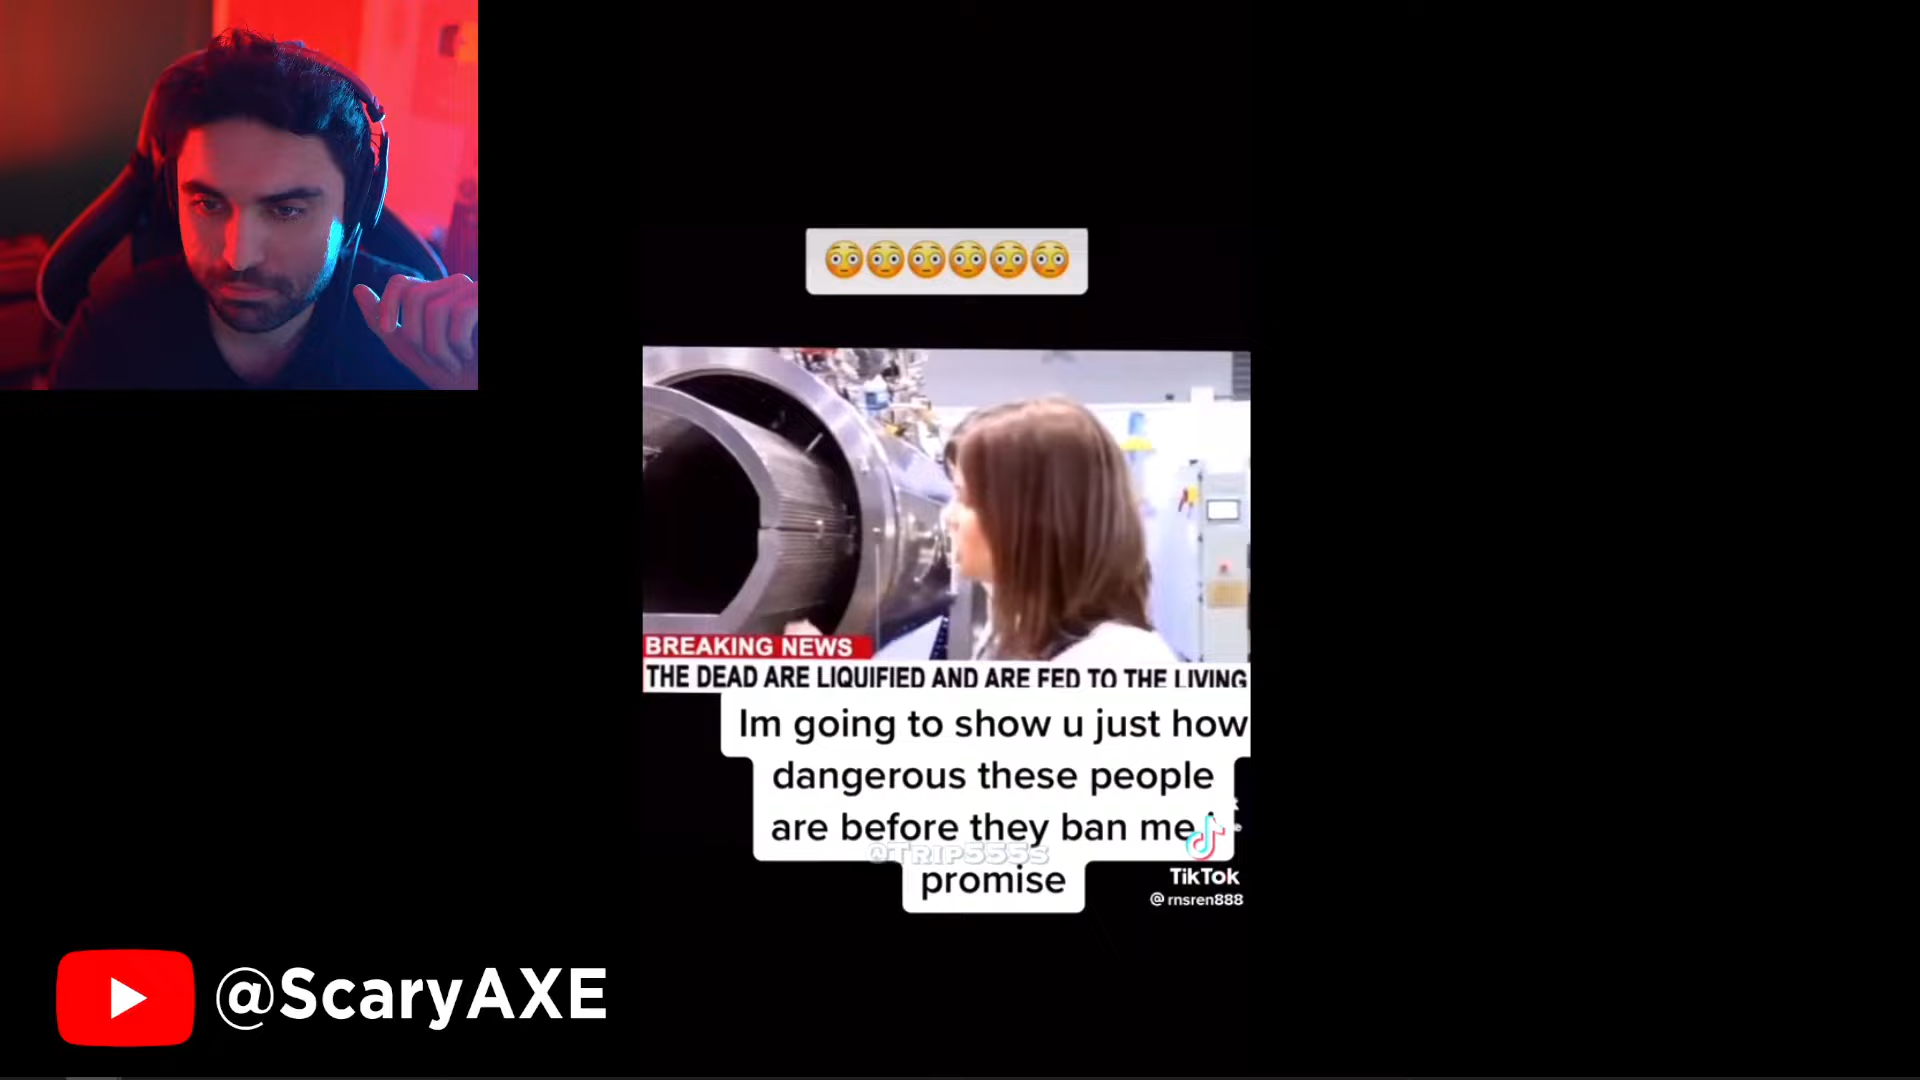 BREAKING NEWS
THE DEAD ARE LIQUIFIED AND ARE FED TO THE LIVING
Im going to show u just how
dangerous these people
are before they ban me i
promise
@TRIP555S
TikTok
@rnsren888
@ScaryAXE